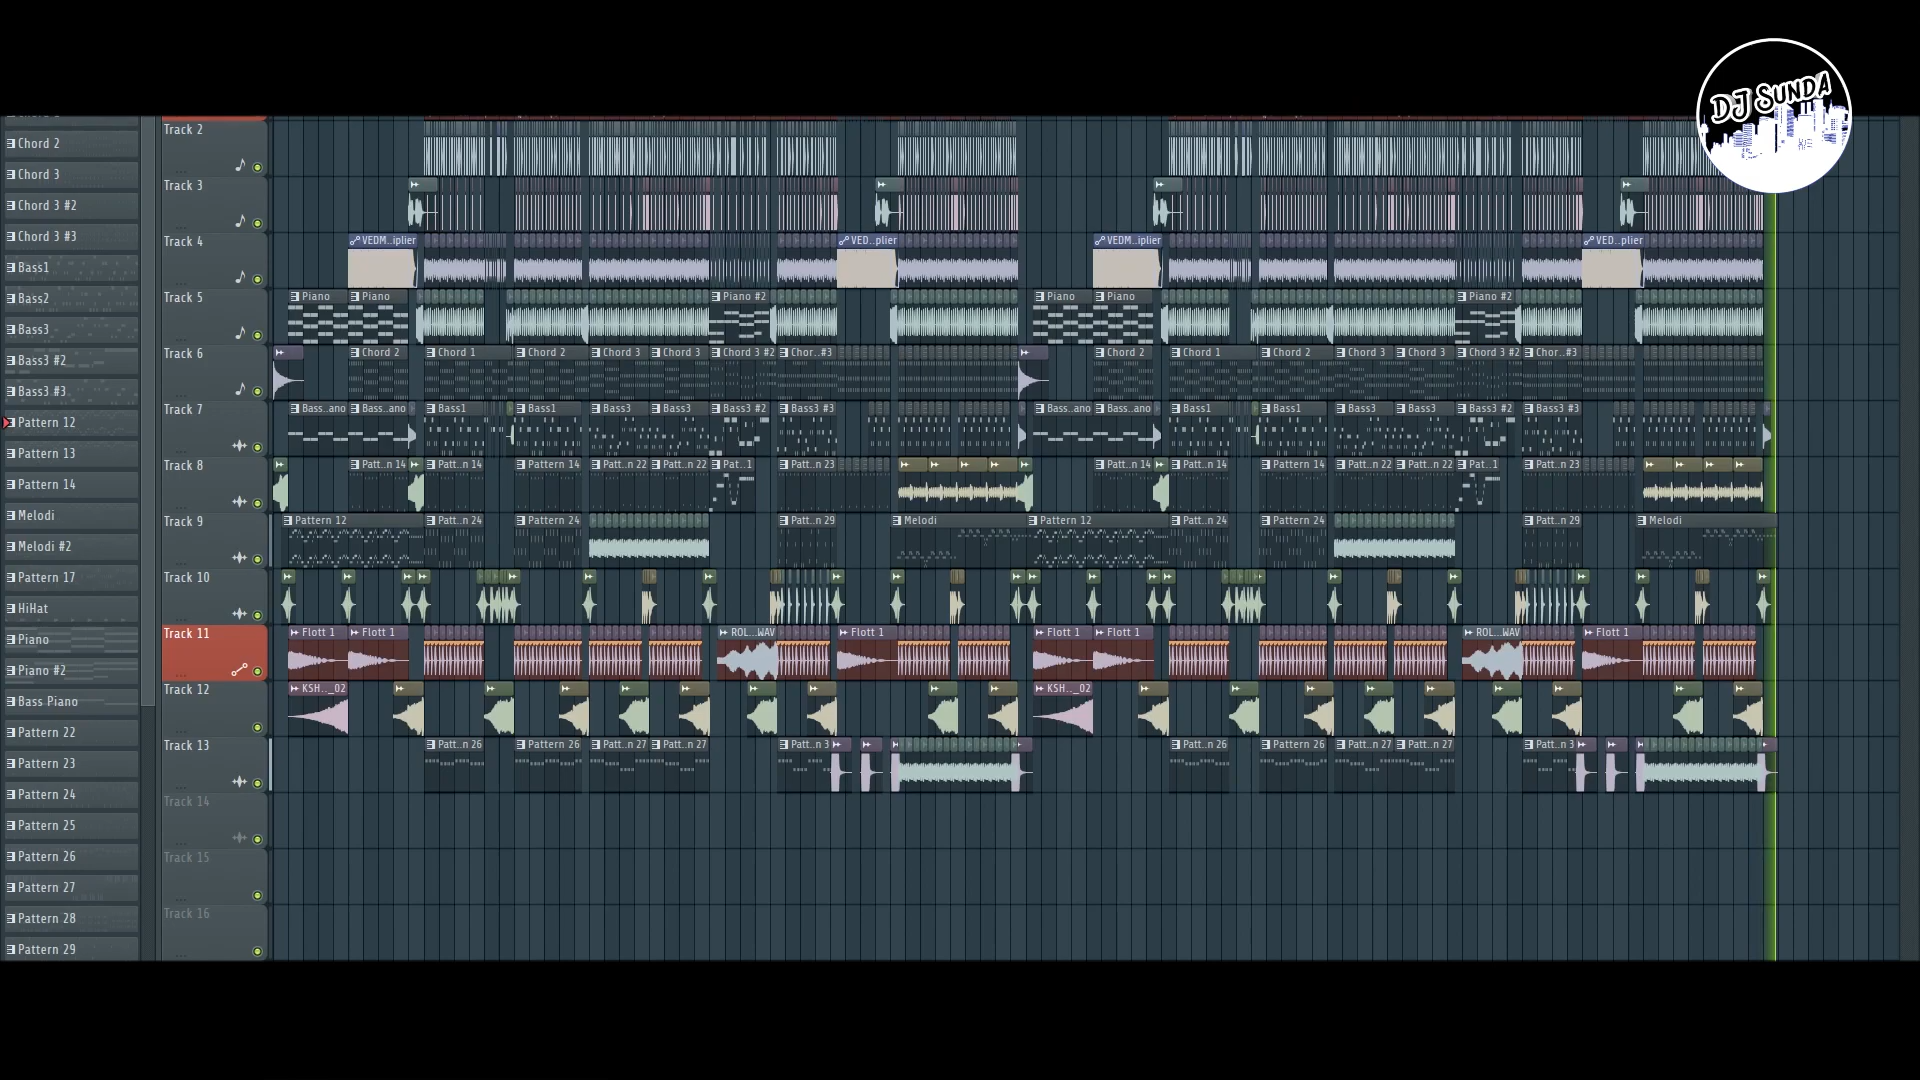 DJ SUNDA
Chord 2
Chord 3
Chord 3 #2
Chord 3 #3
Bass1
Bass2
Bass3
Bass3 #2
Bass3 #3
Pattern 12
Pattern 13
Pattern 14
Melodi
Melodi #2
Pattern 17
HiHat
Piano
Piano #2
Bass Piano
Pattern 22
Pattern 23
Pattern 24
Pattern 25
Pattern 26
Pattern 27
Pattern 28
Pattern 29
Track 2
Track 3
Track 4 VEDM..iplier VED..plier VEDM..iplier VED..plier
Track 5 Piano Piano Piano #2 Piano Piano Piano #2
Track 6 Chord 2 Chord 1 Chord 2 Chord 3 Chord 3 Chord 3 #2 Chor..#3 Chord 2 Chord 1 Chord 2 Chord 3 Chord 3 Chord 3 #2 Chor..#3
Track 7 Bass..ano Bass..ano Bass1 Bass1 Bass3 Bass3 Bass3 #2 Bass3 #3 Bass..ano Bass..ano Bass1 Bass1 Bass3 Bass3 Bass3 #2 Bass3 #3
Track 8 Patt..n 14 Patt..n 14 Pattern 14 Patt..n 22 Patt..n 22 Pat..1 Patt..n 23 Patt..n 14 Patt..n 14 Pattern 14 Patt..n 22 Patt..n 22 Pat..1 Patt..n 23
Track 9 Pattern 12 Patt..n 24 Pattern 24 Patt..n 29 Melodi Pattern 12 Patt..n 24 Pattern 24 Patt..n 29 Melodi
Track 10
Track 11 Flott 1 Flott 1 ROL...WAV Flott 1 Flott 1 Flott 1 ROL...WAV Flott 1
Track 12 KSH.._02 KSH.._02
Track 13 Patt..n 26 Pattern 26 Patt..n 27 Patt..n 27 Patt..n 3 Patt..n 26 Pattern 26 Patt..n 27 Patt..n 27 Patt..n 3
Track 14
Track 15
Track 16